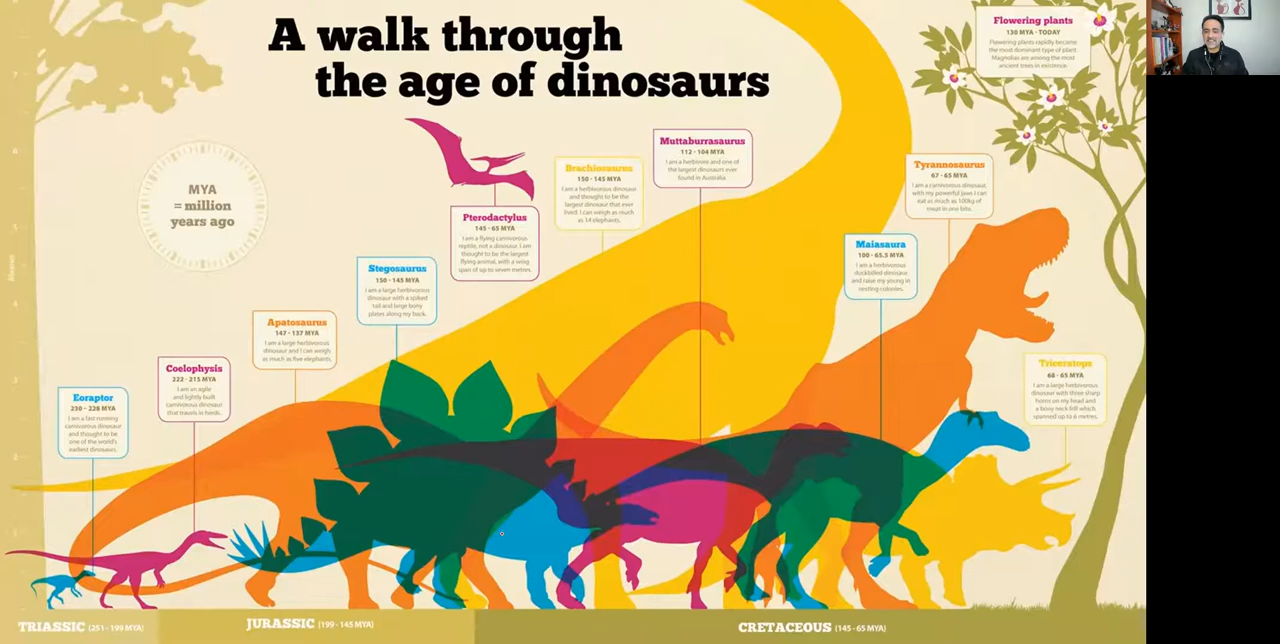 A walk through
the age of dinosaurs
Flowering plants
130 MYA - TODAY
Flowering plants rapidly became
the most dominant type of plant.
Magnolias are among the most
ancient trees in existence.
MYA
= million
years ago
Metres
6
5
4
3
2
Eoraptor
230 - 228 MYA
I am a fast running
carnivorous dinosaur
and thought to be
one of the world's
earliest dinosaurs.
Coelophysis
222 - 215 MYA
I am an agile
and lightly built
carnivorous dinosaur
that travels in herds.
Apatosaurus
147 - 137 MYA
I am a large herbivorous
dinosaur and I can weigh
as much as five elephants.
Stegosaurus
150 - 145 MYA
I am a large herbivorous
dinosaur with a spiked
tail and large bony
plates along my back.
Pterodactylus
145 - 65 MYA
I am a flying carnivorous
reptile, not a dinosaur. I am
thought to be the largest
flying animal, with a wing
span of up to seven metres.
Brachiosaurus
150 - 145 MYA
I am a herbivorous dinosaur
and thought to be the
largest dinosaur that ever
lived. I can weigh as much
as 14 elephants.
Muttaburrasaurus
112 - 104 MYA
I am a herbivore and one of
the largest dinosaurs ever
found in Australia.
Maiasaura
100 - 65.5 MYA
I am a herbivorous
duckbilled dinosaur
and raise my young in
nesting colonies.
Tyrannosaurus
67 - 65 MYA
I am a carnivorous dinosaur,
with my powerful jaws I can
eat as much as 100kg of
meat in one bite.
Triceratops
68 - 65 MYA
I am a large herbivorous
dinosaur with three sharp
horns on my head and
a bony neck frill which
spanned up to 6 metres.
TRIASSIC (251 - 199 MYA)
JURASSIC (199 - 145 MYA)
CRETACEOUS (145 - 65 MYA)